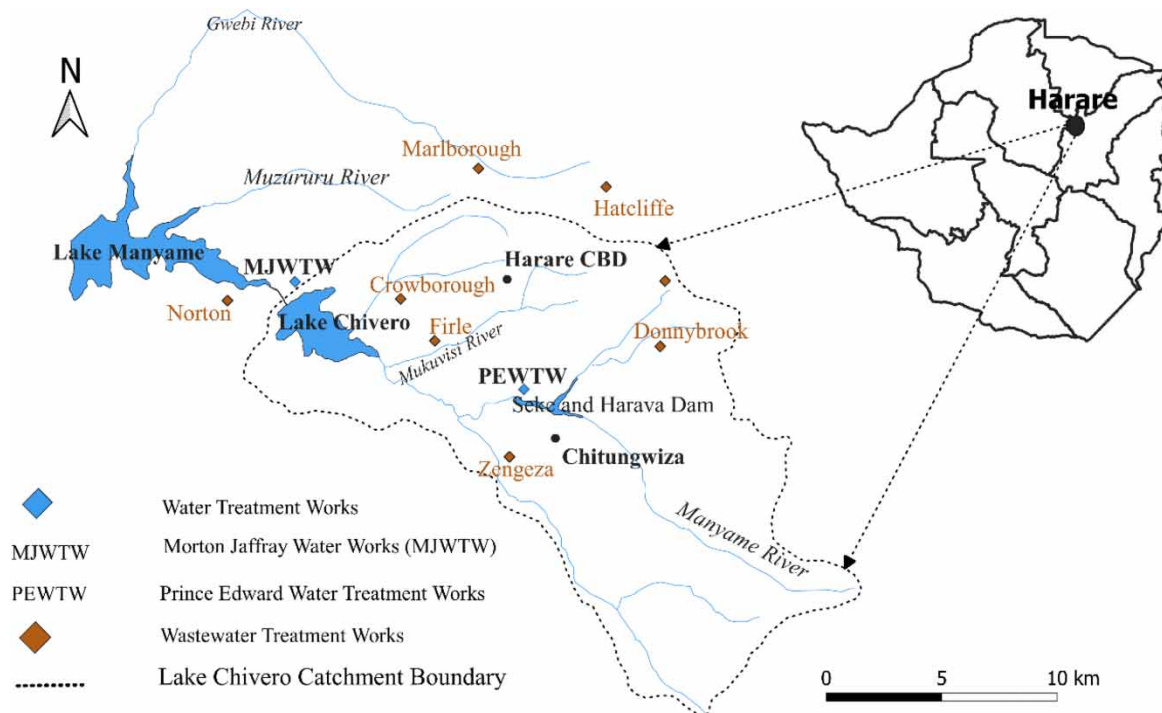 Gwebi River
N
Harare
Marlborough
Muzururu River
Hatcliffe
Lake Manyame
MJWTW
Harare CBD
Crowborough
Norton
Lake Chivero
Firle
Donnybrook
Mukuvisi River
PEWTW
Seke and Harava Dam
Chitungwiza
Zengeza
Manyame River
Water Treatment Works
MJWTW Morton Jaffray Water Works (MJWTW)
PEWTW Prince Edward Water Treatment Works
Wastewater Treatment Works
Lake Chivero Catchment Boundary
0 5 10 km